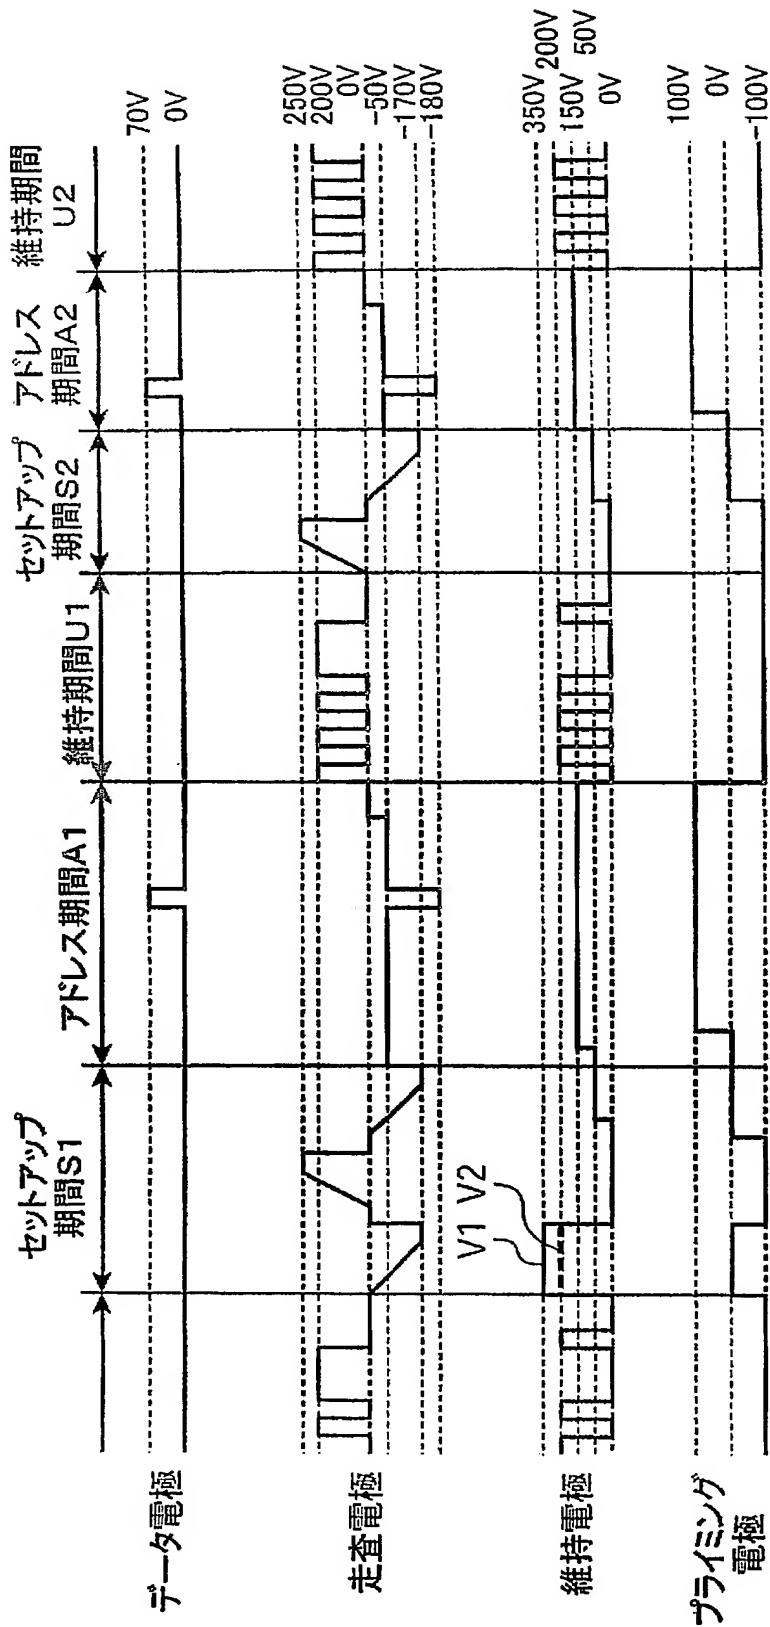 セットアップ
期間S1
アドレス期間A1
維持期間U1
セットアップ
期間S2
アドレス
期間A2
維持期間
U2
データ電極
70V
0V
走査電極
250V
200V
0V
-50V
-170V
-180V
維持電極
V1 V2
350V
200V
150V
50V
0V
プライミング
電極
100V
0V
-100V